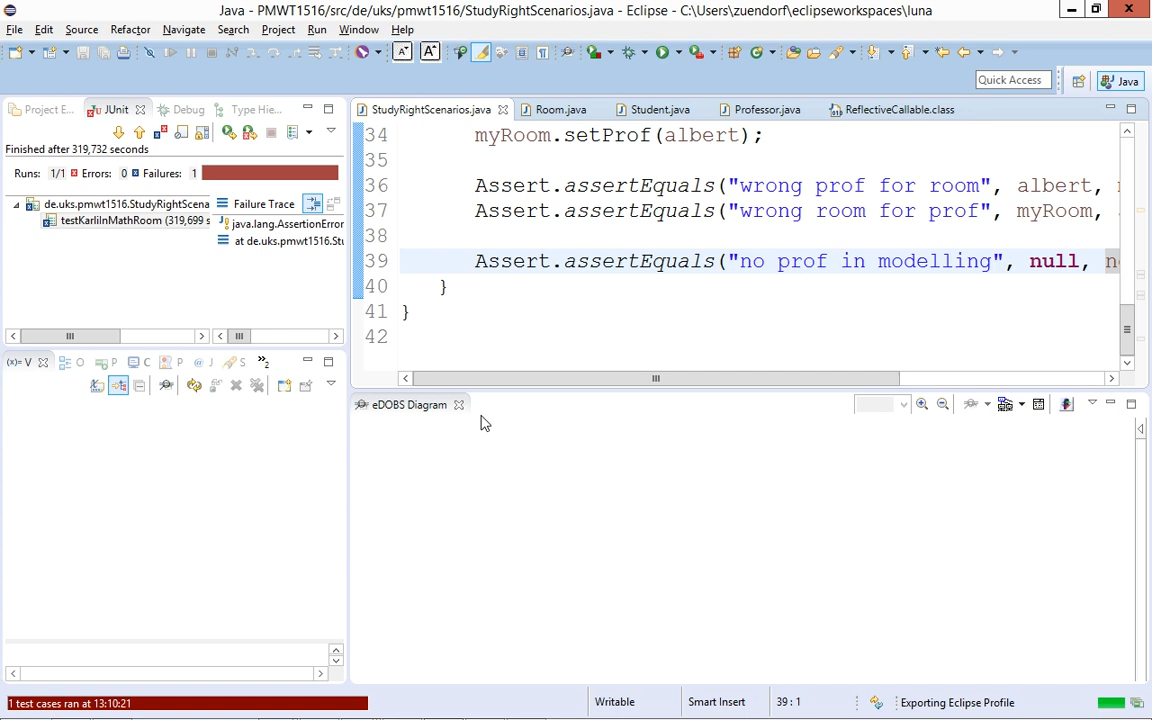 Java - PMWT1516/src/de/uks/pmwt1516/StudyRightScenarios.java - Eclipse - C:\Users\zuendorf\eclipseworkspaces\luna
File Edit Source Refactor Navigate Search Project Run Window Help
Quick Access Java
Project E... JUnit Debug Type Hie...
Finished after 319,732 seconds
Runs: 1/1 Errors: 0 Failures: 1
de.uks.pmwt1516.StudyRightScena
testKarliInMathRoom (319,699 s
Failure Trace
java.lang.AssertionError
at de.uks.pmwt1516.Stu
StudyRightScenarios.java Room.java Student.java Professor.java ReflectiveCallable.class
34 myRoom.setProf(albert);
35
36 Assert.assertEquals("wrong prof for room", albert,
37 Assert.assertEquals("wrong room for prof", myRoom,
38
39 Assert.assertEquals("no prof in modelling", null, n
40 }
41 }
42
(x)= V O P C P @ J S »2
eDOBS Diagram
1 test cases ran at 13:10:21
Writable Smart Insert 39 : 1 Exporting Eclipse Profile